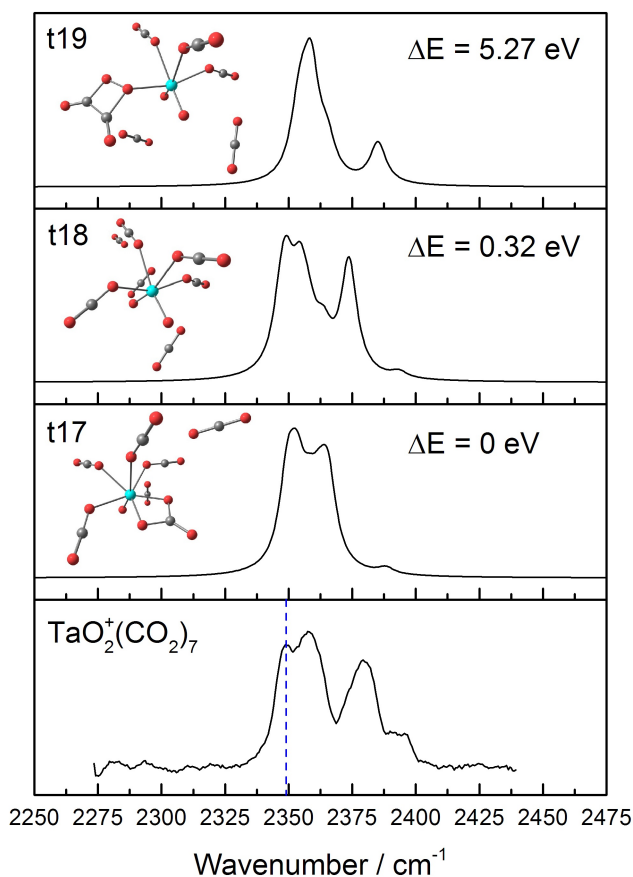 t19
ΔE = 5.27 eV
t18
ΔE = 0.32 eV
t17
ΔE = 0 eV
TaO₂⁺(CO₂)₇
2250 2275 2300 2325 2350 2375 2400 2425 2450 2475
Wavenumber / cm⁻¹